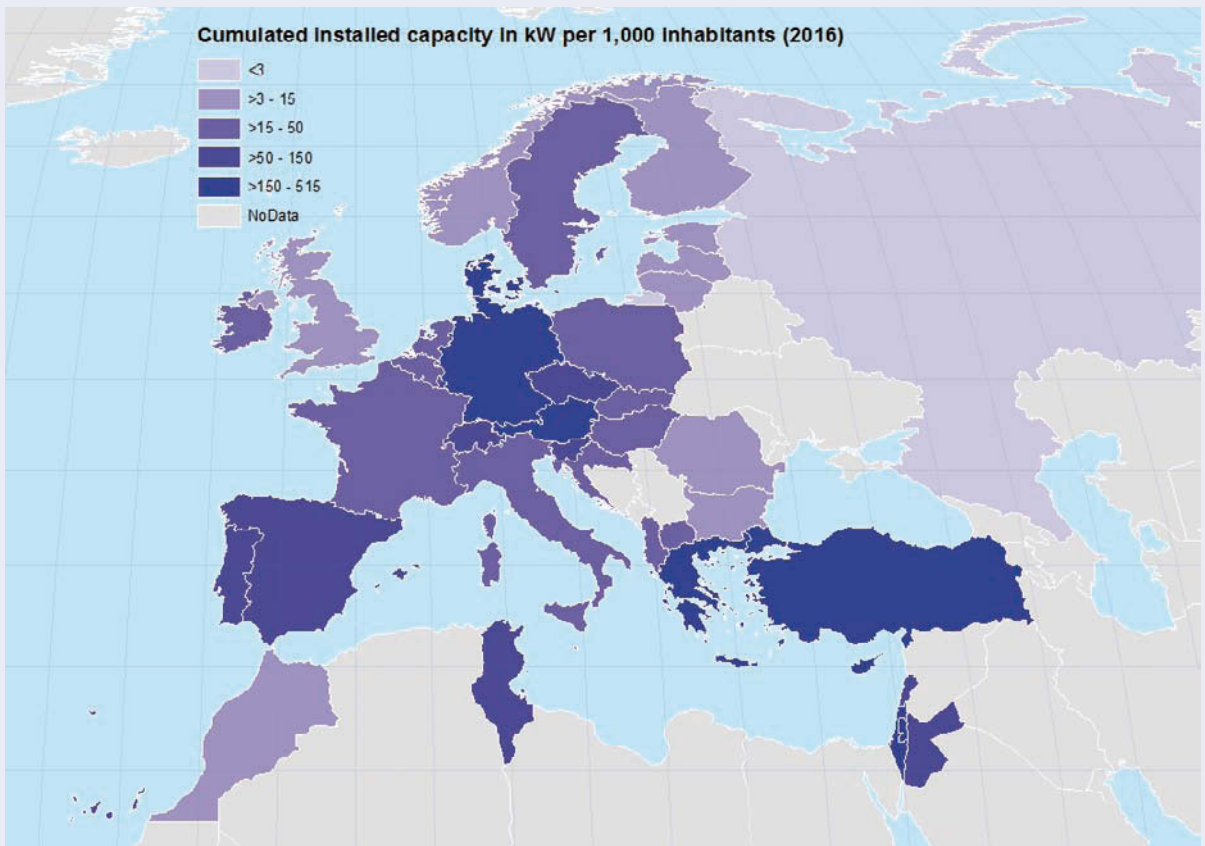 Cumulated installed capacity in kW per 1,000 inhabitants (2016)
<3
>3 - 15
>15 - 50
>50 - 150
>150 - 515
NoData